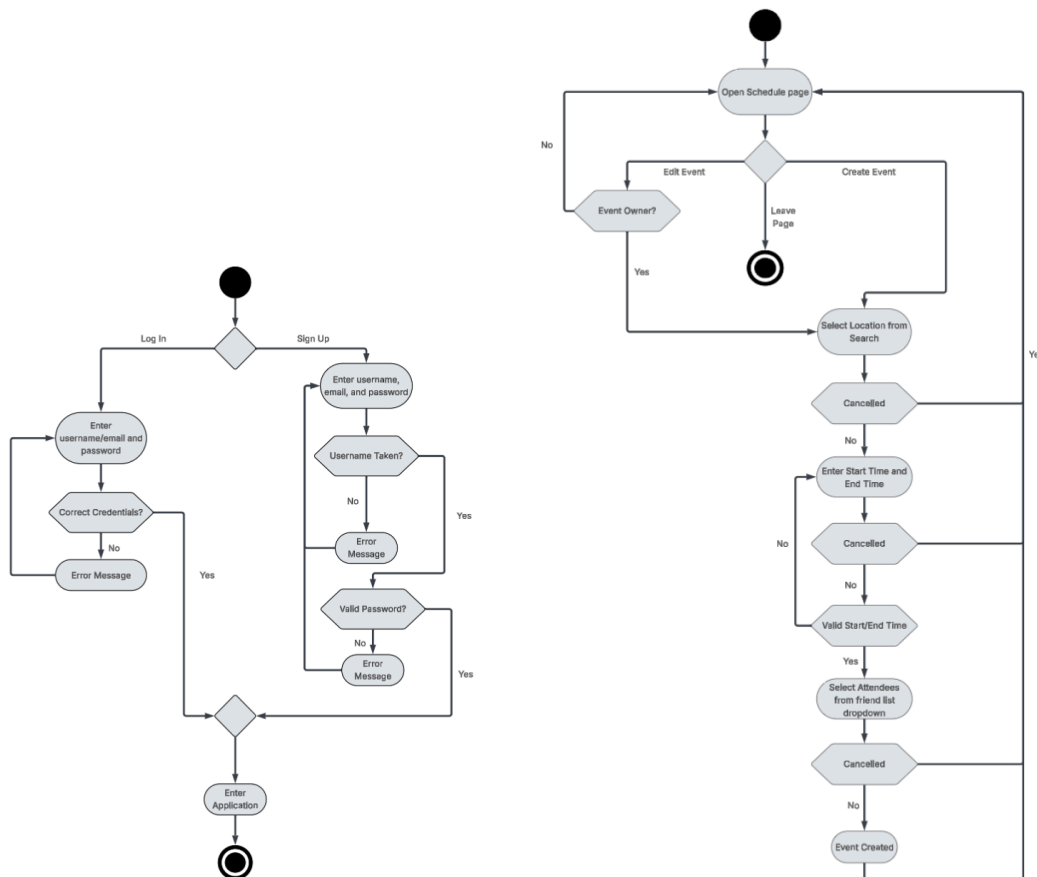 Log In
Sign Up
Enter
username/email and
password
Correct Credentials?
No
Error Message
Yes
Enter username,
email, and password
Username Taken?
No
Yes
Error
Message
Valid Password?
No
Error
Message
Yes
Enter
Application
Open Schedule page
No
Edit Event
Create Event
Event Owner?
Leave
Page
Yes
Select Location from
Search
Cancelled
No
Enter Start Time and
End Time
Cancelled
No
No
Valid Start/End Time
Yes
Select Attendees
from friend list
dropdown
Cancelled
No
Event Created